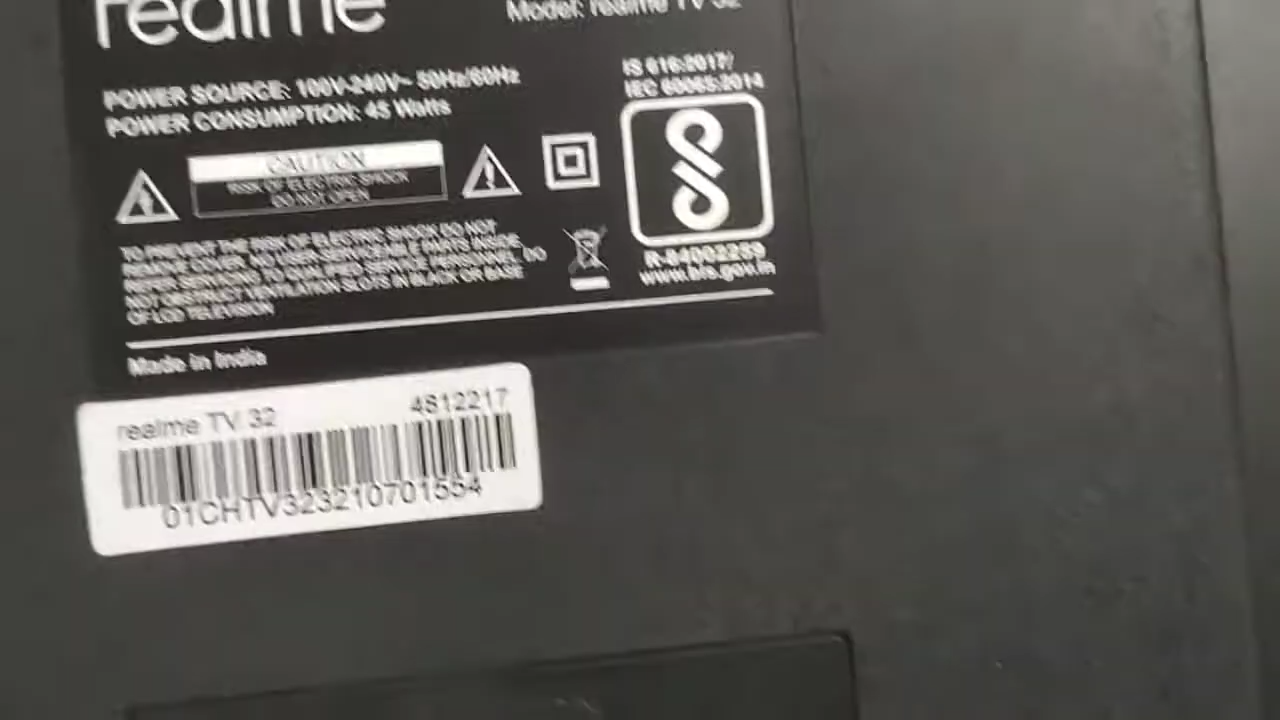 realme
Model: realme TV 32
POWER SOURCE: 100V-240V~ 50Hz/60Hz
POWER CONSUMPTION: 45 Watts
IS 616:2017/
IEC 60065:2014
CAUTION
RISK OF ELECTRIC SHOCK
DO NOT OPEN
TO PREVENT THE RISK OF ELECTRIC SHOCK DO NOT
REMOVE COVER. NO USER-SERVICEABLE PARTS INSIDE.
REFER SERVICING TO QUALIFIED SERVICE PERSONNEL. DO
NOT OBSTRUCT VENTILATION SLOTS IN BLACK OR BASE
OF LCD TELEVISION
R-84002259
www.bis.gov.in
Made in India
realme TV 32
4812217
01CHTV323210701554